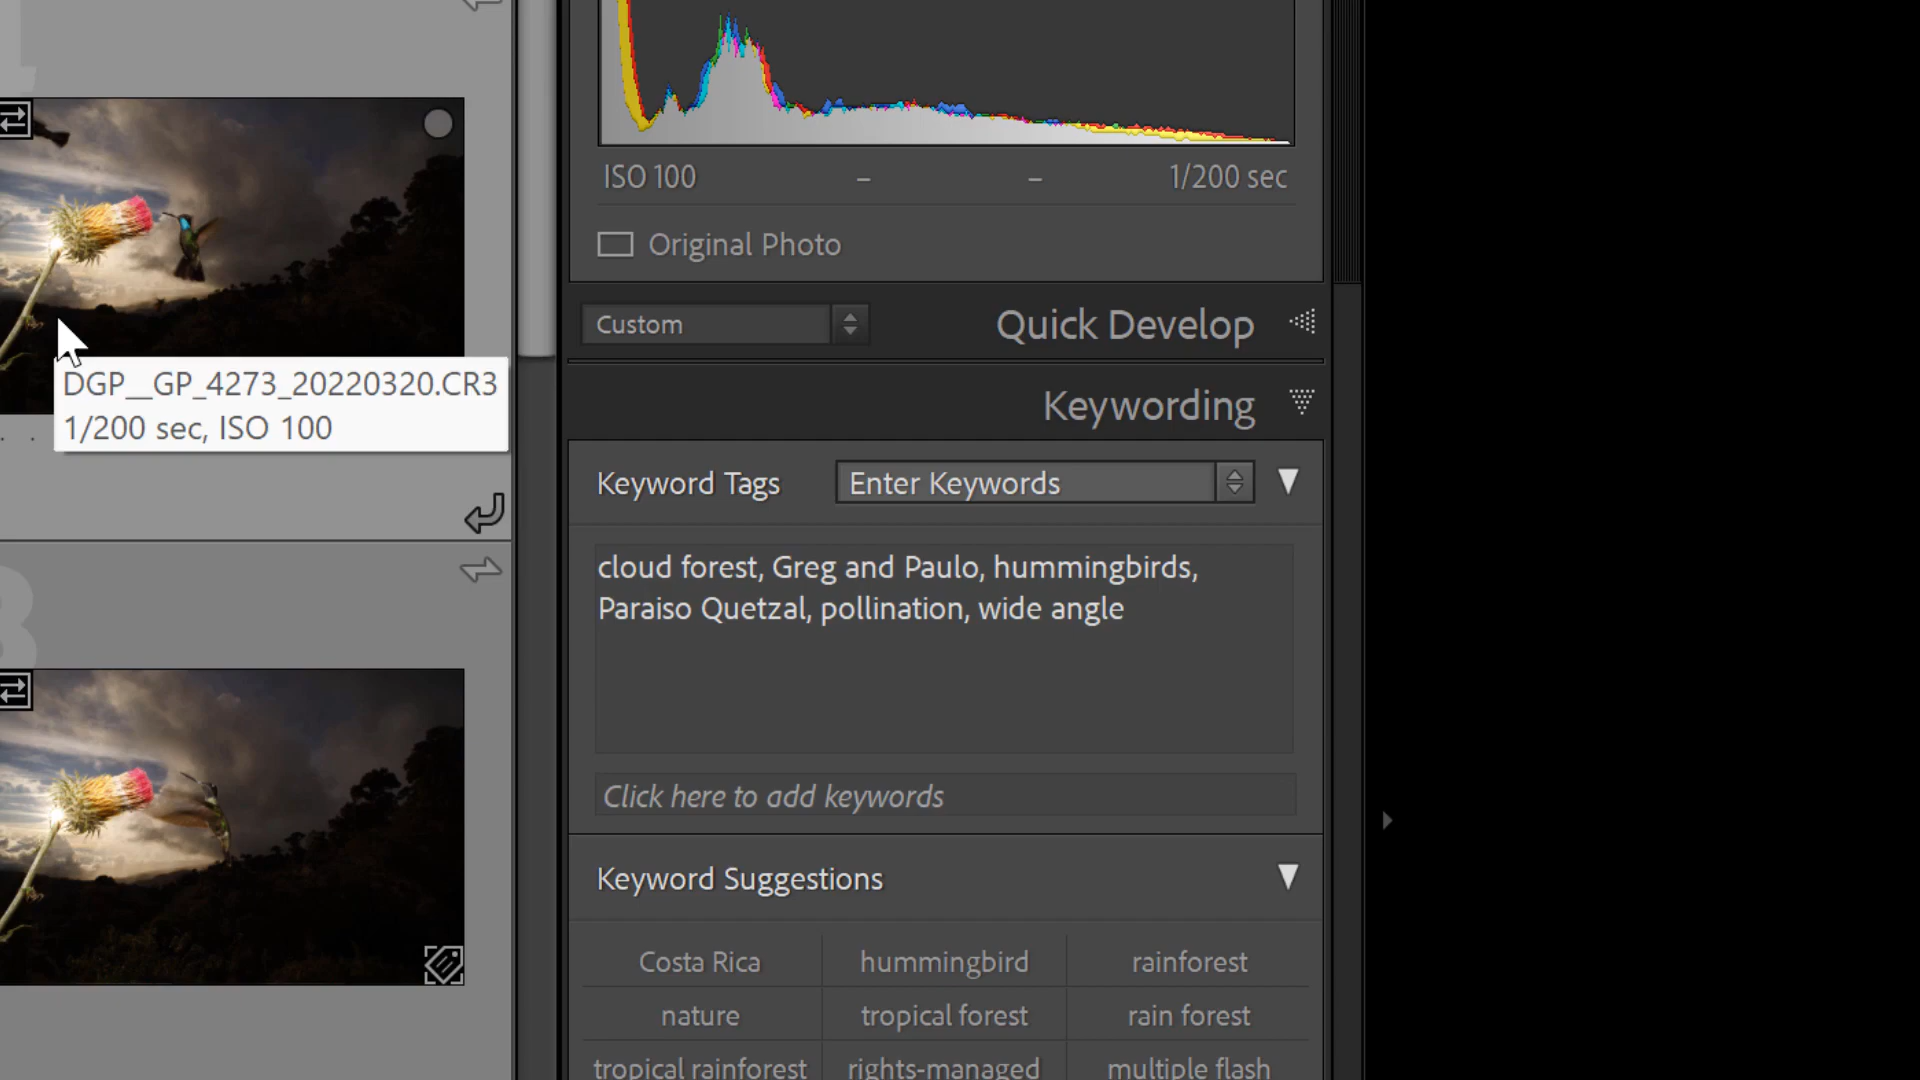 ISO 100 – – 1/200 sec
Original Photo
Custom Quick Develop
DGP__GP_4273_20220320.CR3
1/200 sec, ISO 100
Keywording
Keyword Tags Enter Keywords
cloud forest, Greg and Paulo, hummingbirds,
Paraiso Quetzal, pollination, wide angle
Click here to add keywords
Keyword Suggestions
Costa Rica hummingbird rainforest
nature tropical forest rain forest
tropical rainforest rights-managed multiple flash